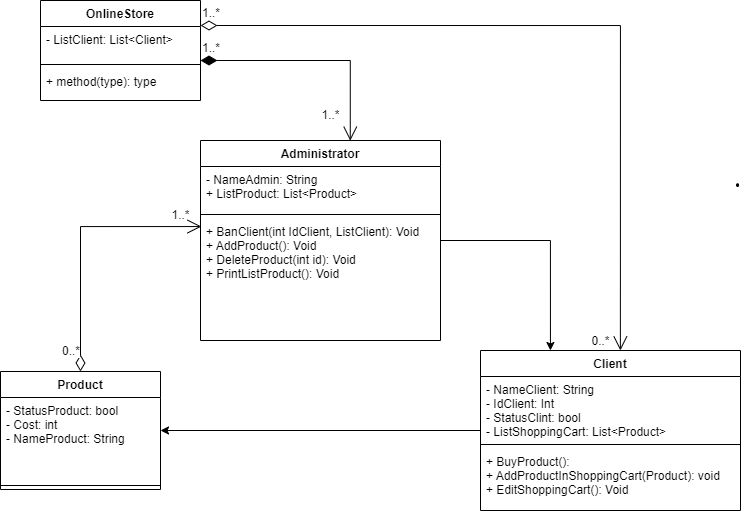 OnlineStore
- ListClient: List<Client>
+ method(type): type
1..*
1..*
1..*
Administrator
- NameAdmin: String
+ ListProduct: List<Product>
+ BanClient(int IdClient, ListClient): Void
+ AddProduct(): Void
+ DeleteProduct(int id): Void
+ PrintListProduct(): Void
1..*
0..*
0..*
Product
- StatusProduct: bool
- Cost: int
- NameProduct: String
Client
- NameClient: String
- IdClient: Int
- StatusClint: bool
- ListShoppingCart: List<Product>
+ BuyProduct():
+ AddProductInShoppingCart(Product): void
+ EditShoppingCart(): Void